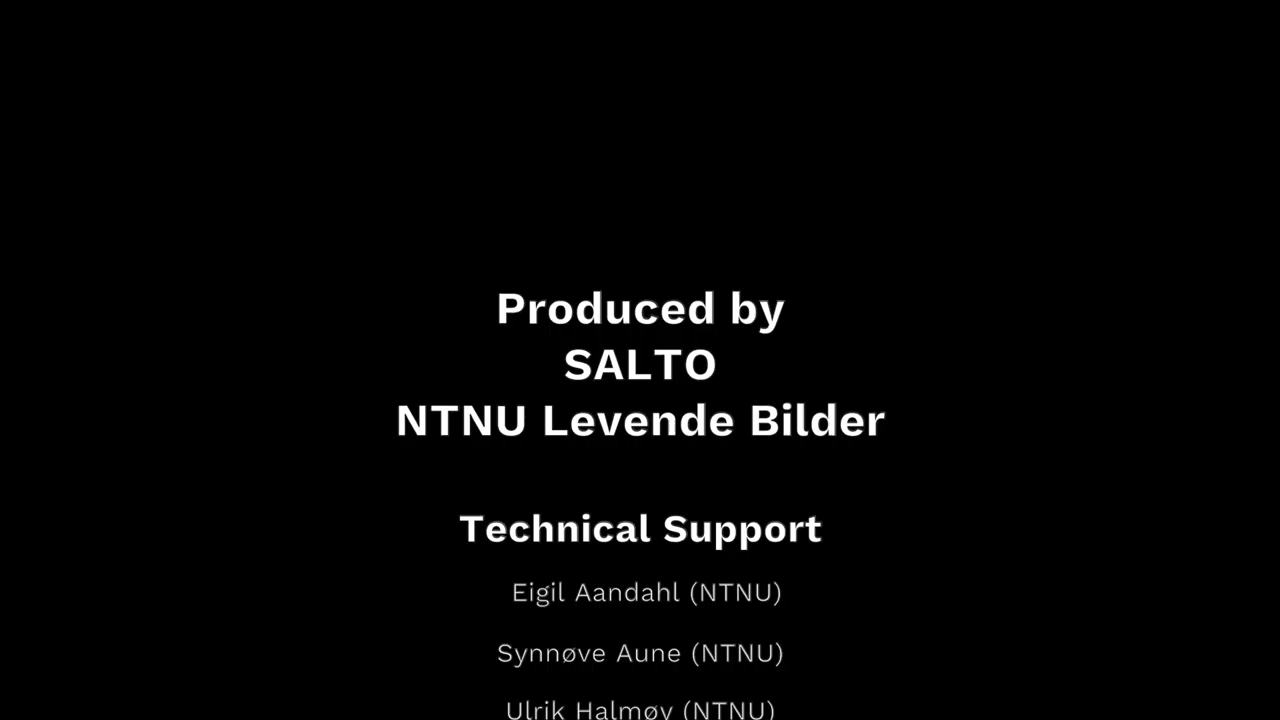 Produced by
SALTO
NTNU Levende Bilder
Technical Support
Eigil Aandahl (NTNU)
Synnøve Aune (NTNU)
Ulrik Halmøy (NTNU)